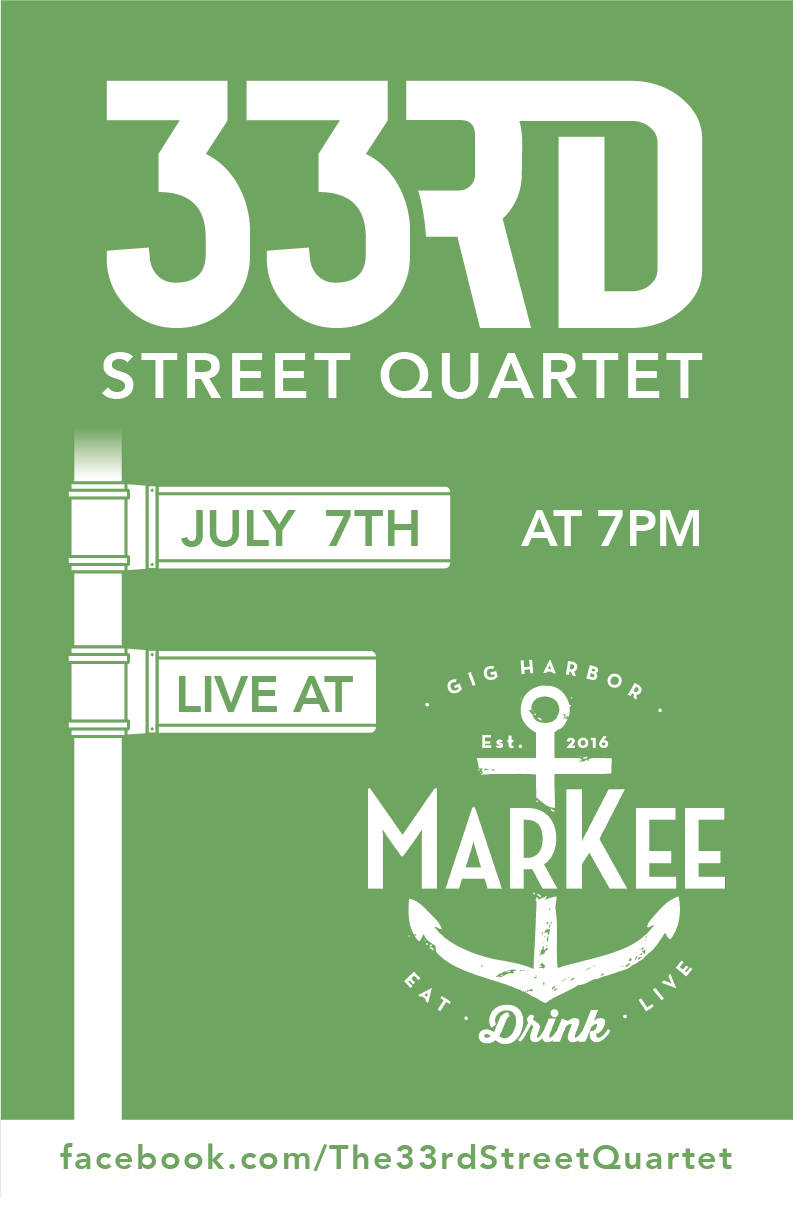 33RD
STREET QUARTET
JULY 7TH
AT 7PM
LIVE AT
· GIG HARBOR ·
Est. 2016
MARKEE
EAT · Drink · LIVE
facebook.com/The33rdStreetQuartet